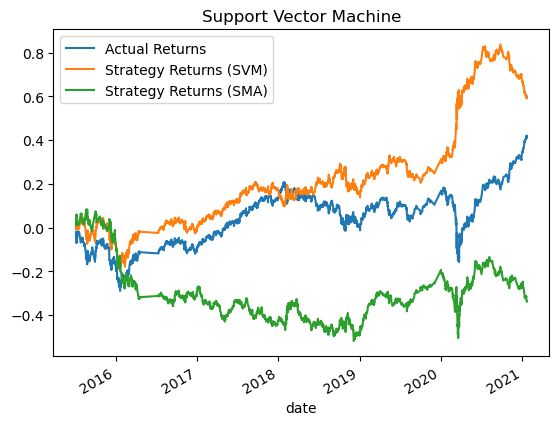 Support Vector Machine
Actual Returns
Strategy Returns (SVM)
Strategy Returns (SMA)
0.8
0.6
0.4
0.2
0.0
−0.2
−0.4
2016 2017 2018 2019 2020 2021
date